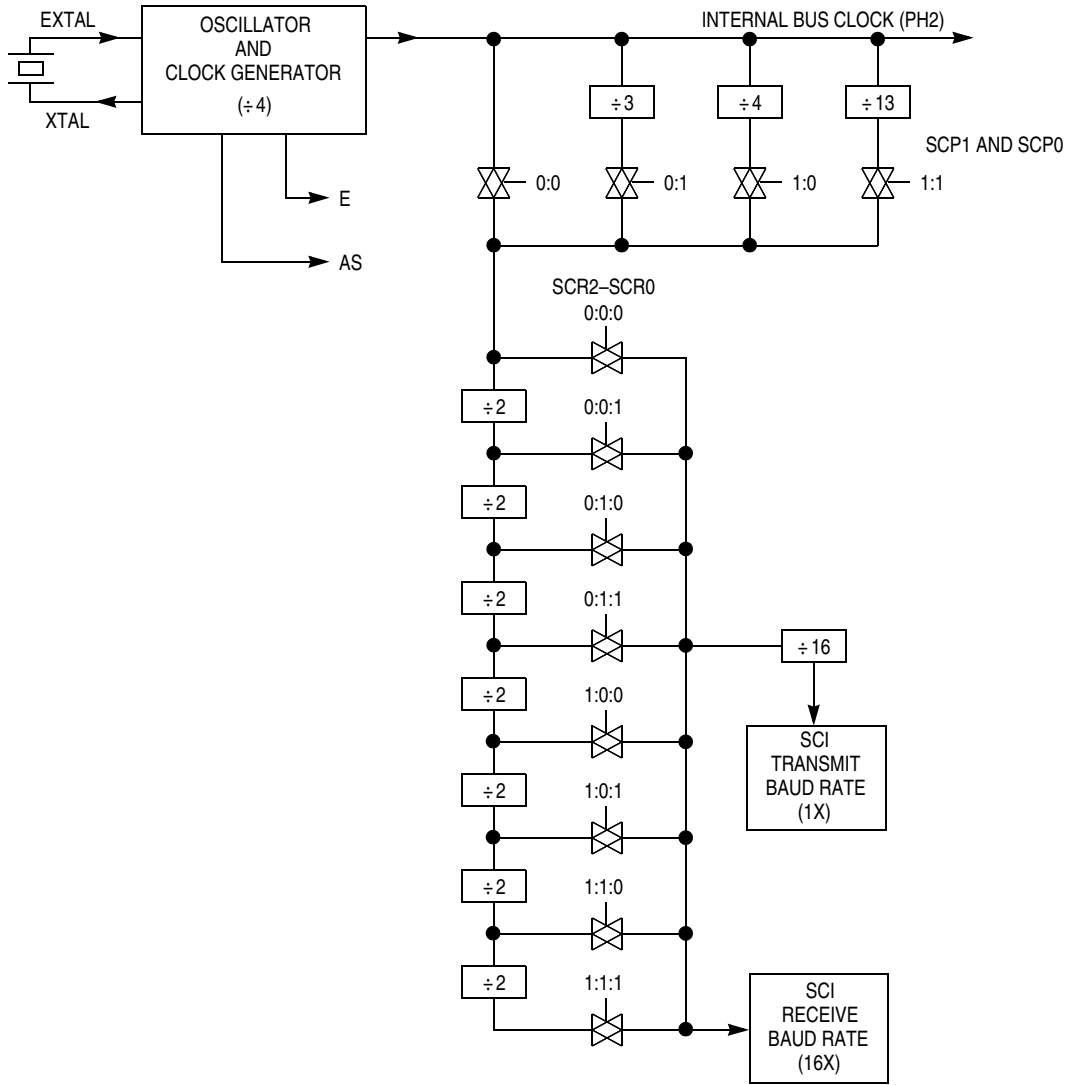 EXTAL
XTAL
OSCILLATOR
AND
CLOCK GENERATOR
(÷4)
INTERNAL BUS CLOCK (PH2)
÷3
÷4
÷13
SCP1 AND SCP0
0:0
0:1
1:0
1:1
E
AS
SCR2–SCR0
0:0:0
÷2
0:0:1
÷2
0:1:0
÷2
0:1:1
÷16
÷2
1:0:0
SCI
TRANSMIT
BAUD RATE
(1X)
÷2
1:0:1
÷2
1:1:0
÷2
1:1:1
SCI
RECEIVE
BAUD RATE
(16X)